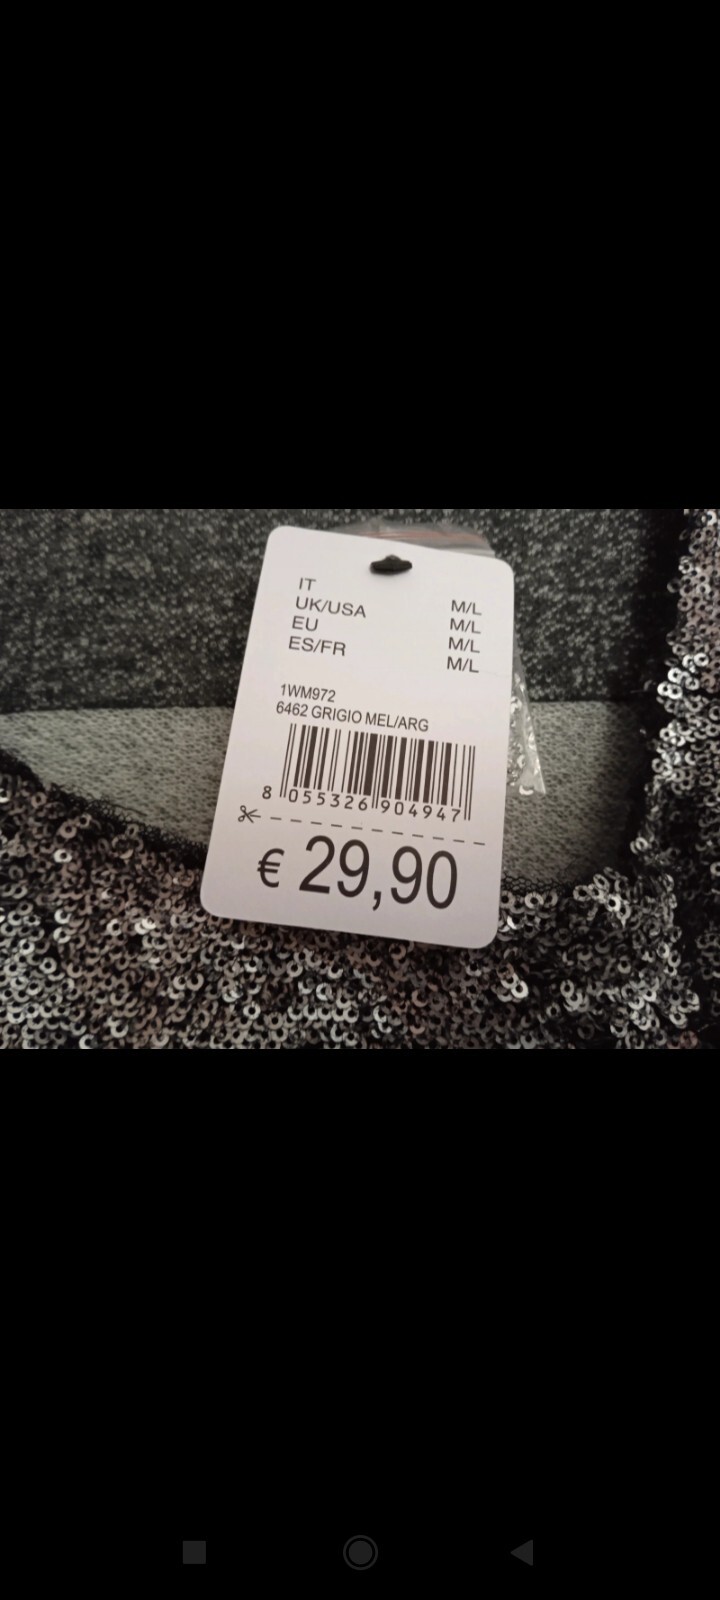 IT M/L
UK/USA M/L
EU M/L
ES/FR M/L
1WM972
6462 GRIGIO MEL/ARG
8 055326 904947
€ 29,90